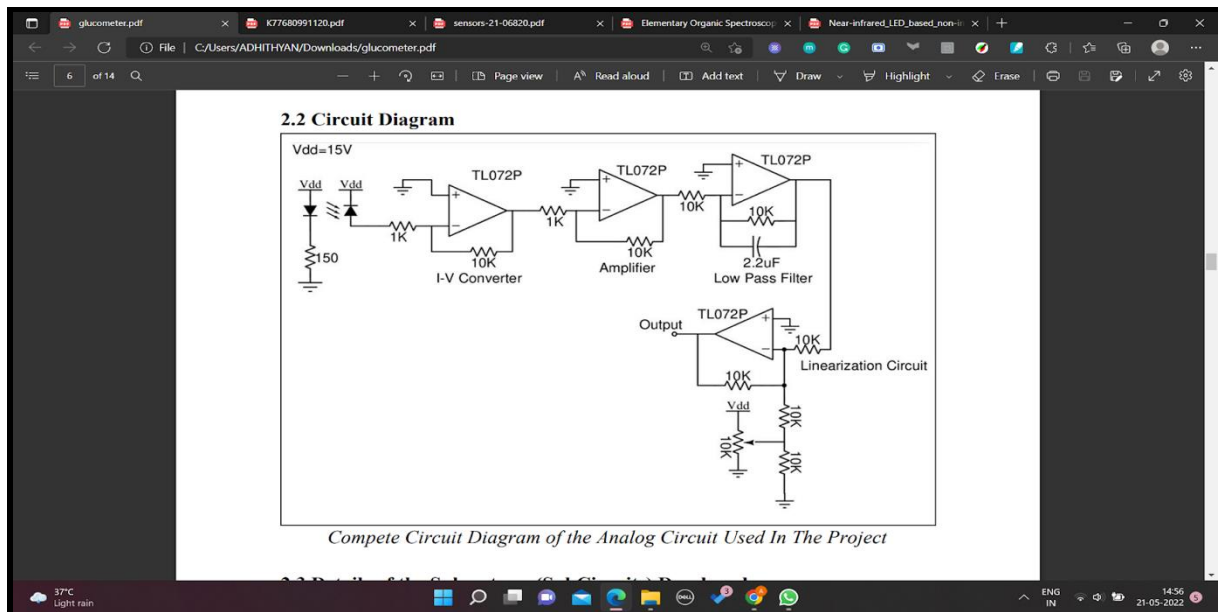 glucometer.pdf
K77680991120.pdf
sensors-21-06820.pdf
Elementary Organic Spectroscop
Near-infrared_LED_based_non-in
File | C:/Users/ADHITHYAN/Downloads/glucometer.pdf
6 of 14
Page view
Read aloud
Add text
Draw
Highlight
Erase
2.2 Circuit Diagram
Vdd=15V
Vdd
Vdd
150
1K
TL072P
10K
I-V Converter
1K
TL072P
10K
Amplifier
10K
TL072P
10K
2.2uF
Low Pass Filter
Output
TL072P
10K
Linearization Circuit
10K
Vdd
10K
10K
10K
Compete Circuit Diagram of the Analog Circuit Used In The Project
37°C
Light rain
DELL
3
ENG
IN
14:56
21-05-2022
5